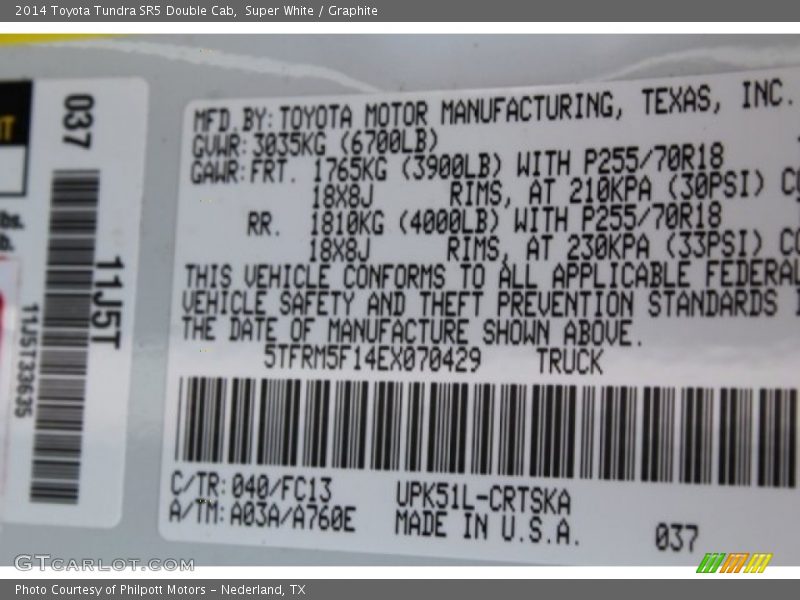 2014 Toyota Tundra SR5 Double Cab,  Super White / Graphite
037
11J5T
11J5T33635
MFD.BY:TOYOTA MOTOR MANUFACTURING, TEXAS, INC.
GVWR:3035KG (6700LB)
GAWR:FRT. 1765KG (3900LB) WITH P255/70R18
18X8J RIMS, AT 210KPA (30PSI)
RR. 1810KG (4000LB) WITH P255/70R18
18X8J RIMS, AT 230KPA (33PSI)
THIS VEHICLE CONFORMS TO ALL APPLICABLE FEDERAL
VEHICLE SAFETY AND THEFT PREVENTION STANDARDS
THE DATE OF MANUFACTURE SHOWN ABOVE.
5TFRM5F14EX070429 TRUCK
C/TR:040/FC13 UPK51L-CRTSKA
A/TM:A03A/A760E MADE IN U.S.A. 037
GTCARLOT.COM
Photo Courtesy of Philpott Motors - Nederland, TX